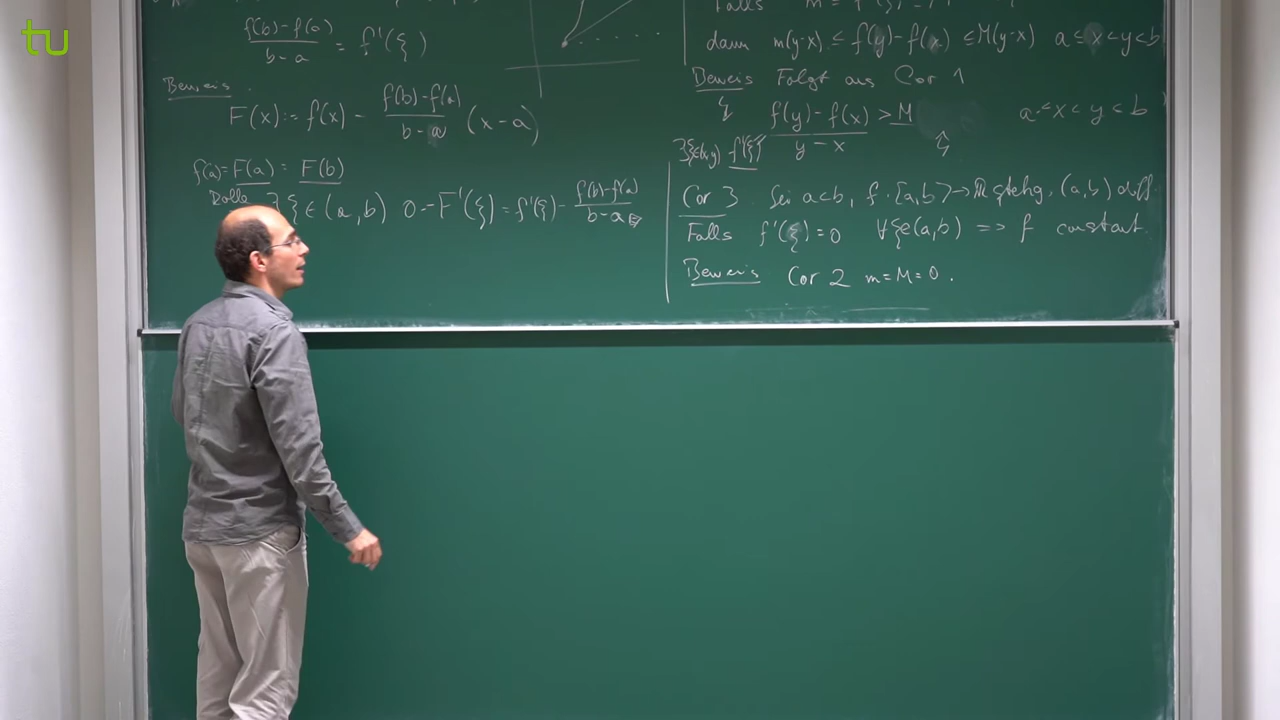 tu
f(b)-f(a) / b-a = f'(ξ)
Beweis.
F(x):= f(x) - f(b)-f(a) / b-a (x-a)
f(a)=F(a) = F(b)
Rolle ∃ξ∈(a,b) 0=F'(ξ)=f'(ξ)- f(b)-f(a) / b-a
Falls m =
dann m(y-x) ≤ f(y)-f(x) ≤M(y-x) a≤x<y<b
Beweis Folgt aus Cor 1
f(y)-f(x) / y-x >M a≤x<y≤b
∃ξ∈(x,y) f'(ξ)
Cor 3 Sei a<b, f:[a,b]→ℝ stetig, (a,b) diff
Falls f'(ξ)=0 ∀ξ∈(a,b) => f constant.
Beweis Cor 2 m=M=0.